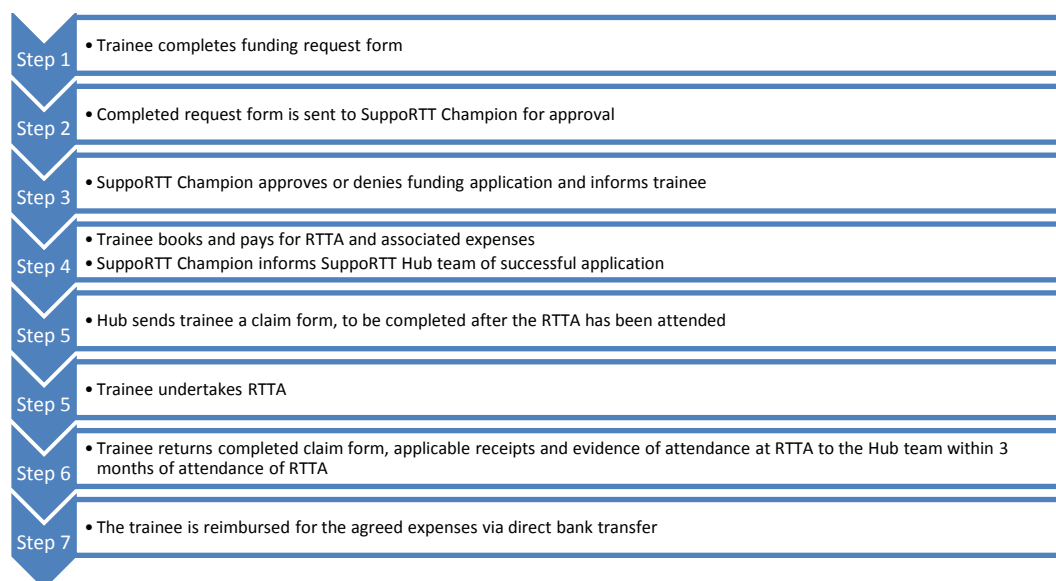 Step 1
• Trainee completes funding request form
Step 2
• Completed request form is sent to SuppoRTT Champion for approval
Step 3
• SuppoRTT Champion approves or denies funding application and informs trainee
Step 4
• Trainee books and pays for RTTA and associated expenses
• SuppoRTT Champion informs SuppoRTT Hub team of successful application
Step 5
• Hub sends trainee a claim form, to be completed after the RTTA has been attended
Step 5
• Trainee undertakes RTTA
Step 6
• Trainee returns completed claim form, applicable receipts and evidence of attendance at RTTA to the Hub team within 3
months of attendance of RTTA
Step 7
• The trainee is reimbursed for the agreed expenses via direct bank transfer